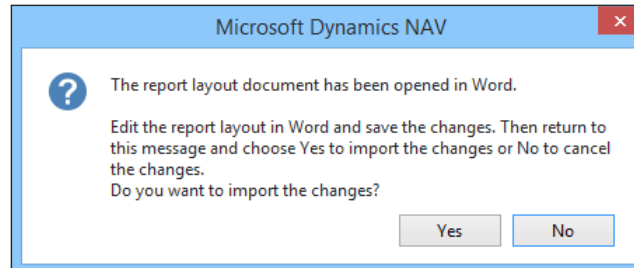 Microsoft Dynamics NAV
The report layout document has been opened in Word.
Edit the report layout in Word and save the changes. Then return to
this message and choose Yes to import the changes or No to cancel
the changes.
Do you want to import the changes?
Yes No